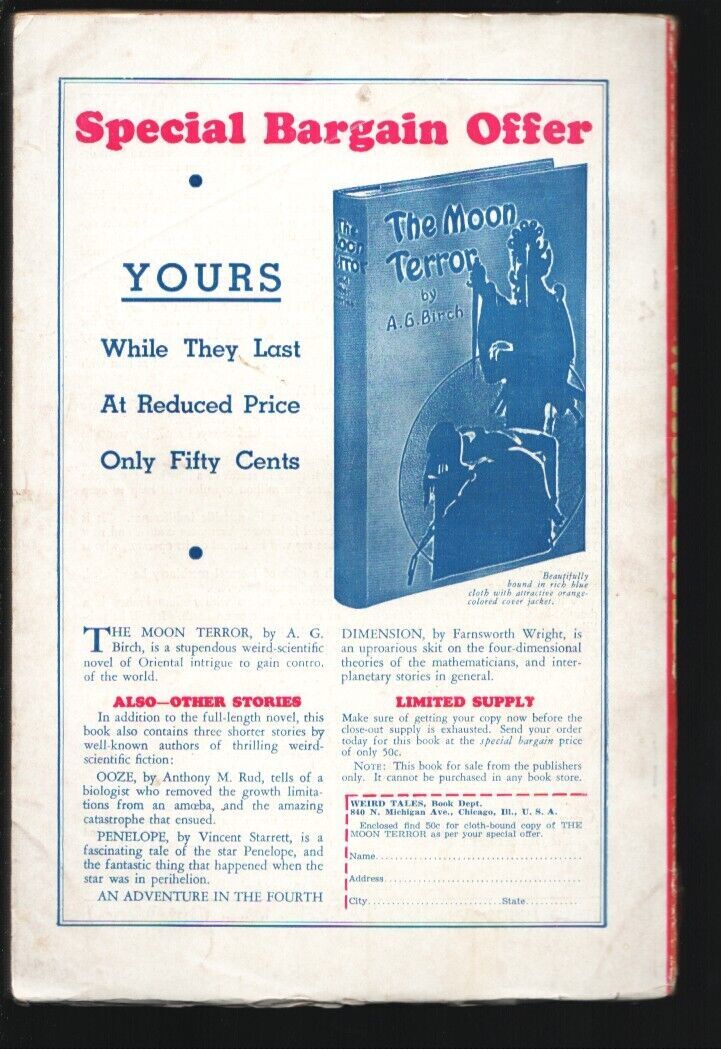 Special Bargain Offer
YOURS
While They Last
At Reduced Price
Only Fifty Cents
The Moon
Terror
by
A. G. Birch
The
Moon
Beautifully
bound in rich blue
cloth with attractive orange-
colored cover jacket.
THE MOON TERROR, by A. G.
Birch, is a stupendous weird-scientific
novel of Oriental intrigue to gain contro.
of the world.
ALSO—OTHER STORIES
In addition to the full-length novel, this
book also contains three shorter stories by
well-known authors of thrilling weird-
scientific fiction:
OOZE, by Anthony M. Rud, tells of a
biologist who removed the growth limita-
tions from an amœba, and the amazing
catastrophe that ensued.
PENELOPE, by Vincent Starrett, is a
fascinating tale of the star Penelope, and
the fantastic thing that happened when the
star was in perihelion.
AN ADVENTURE IN THE FOURTH
DIMENSION, by Farnsworth Wright, is
an uproarious skit on the four-dimensional
theories of the mathematicians, and inter-
planetary stories in general.
LIMITED SUPPLY
Make sure of getting your copy now before the
close-out supply is exhausted. Send your order
today for this book at the special bargain price
of only 50c.
NOTE: This book for sale from the publishers
only. It cannot be purchased in any book store.
WEIRD TALES, Book Dept.
840 N. Michigan Ave., Chicago, Ill., U. S. A.
Enclosed find 50c for cloth-bound copy of THE
MOON TERROR as per your special offer.
Name
Address
City State